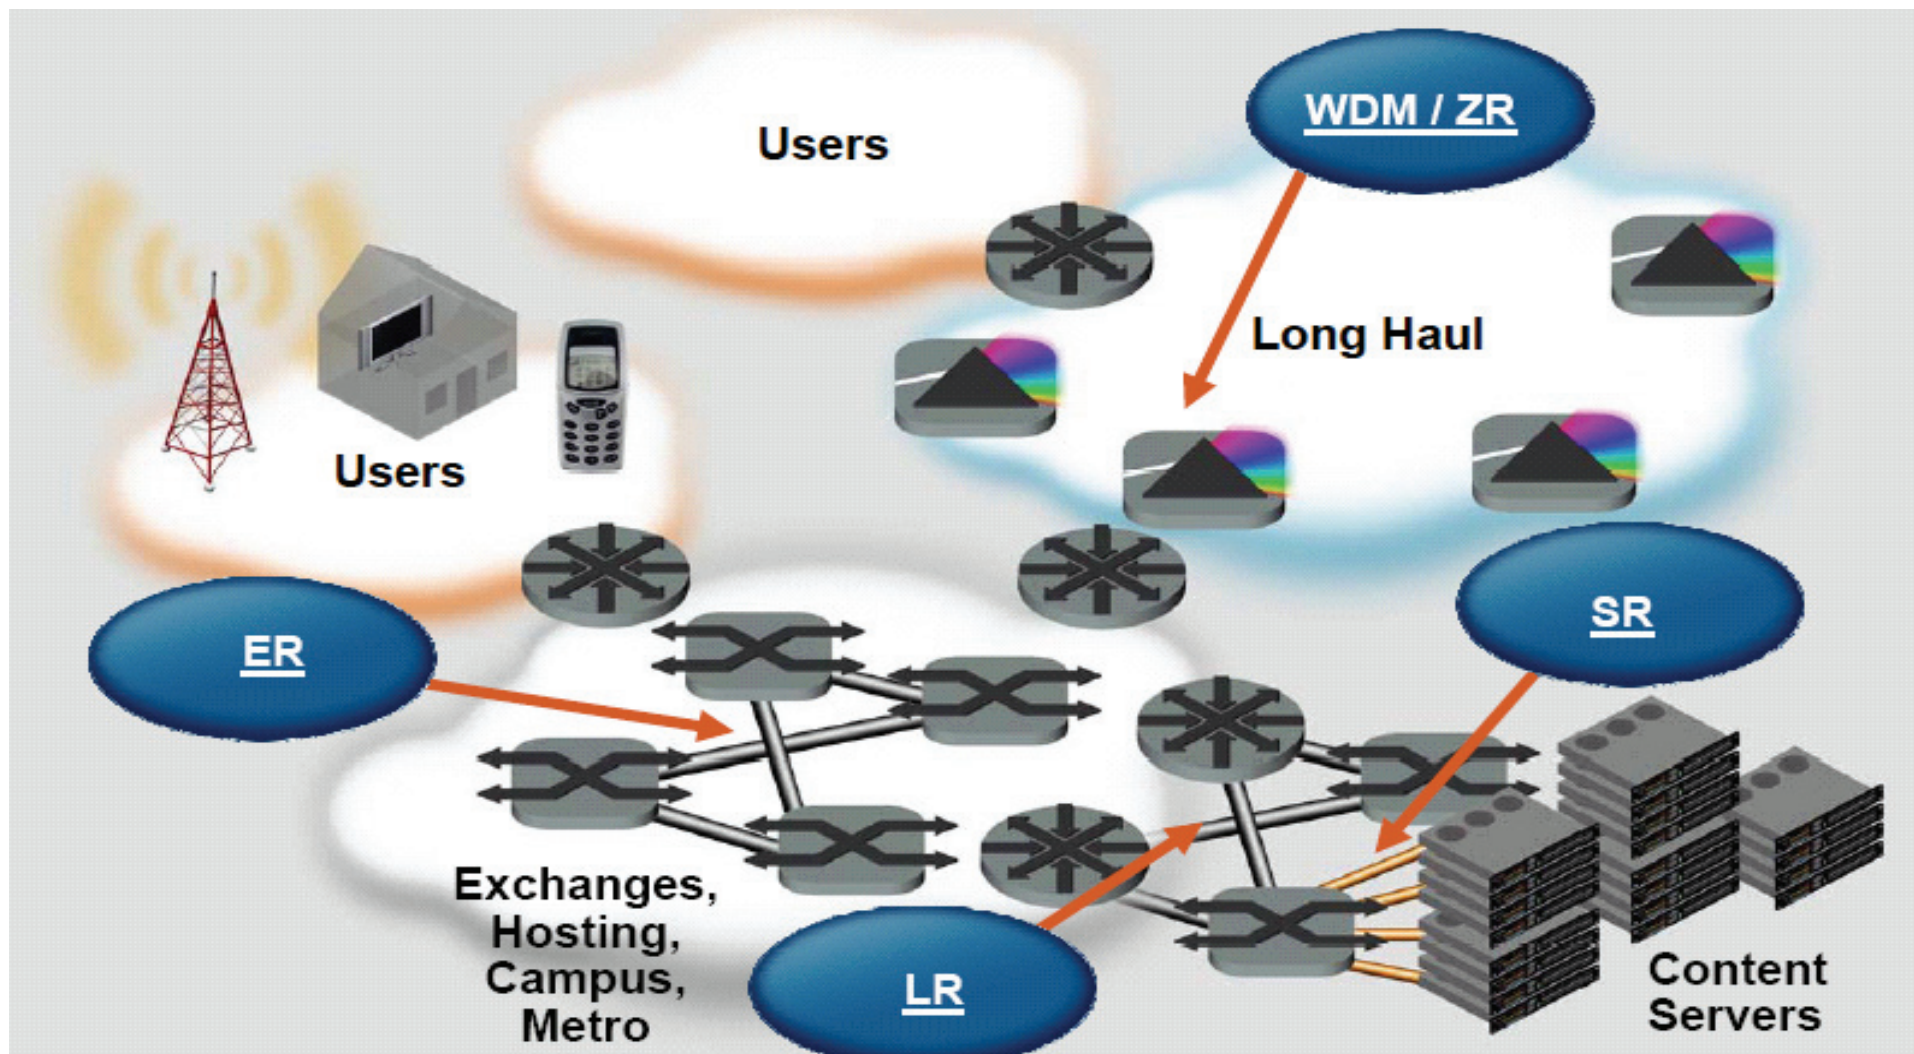 Users
WDM / ZR
Long Haul
Users
ER
SR
Exchanges,
Hosting,
Campus,
Metro
LR
Content
Servers